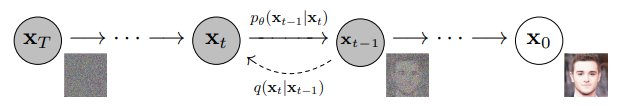 p_θ(x_{t−1}|x_t)
x_T → ⋯ → x_t → x_{t−1} → ⋯ → x_0
q(x_t|x_{t−1})